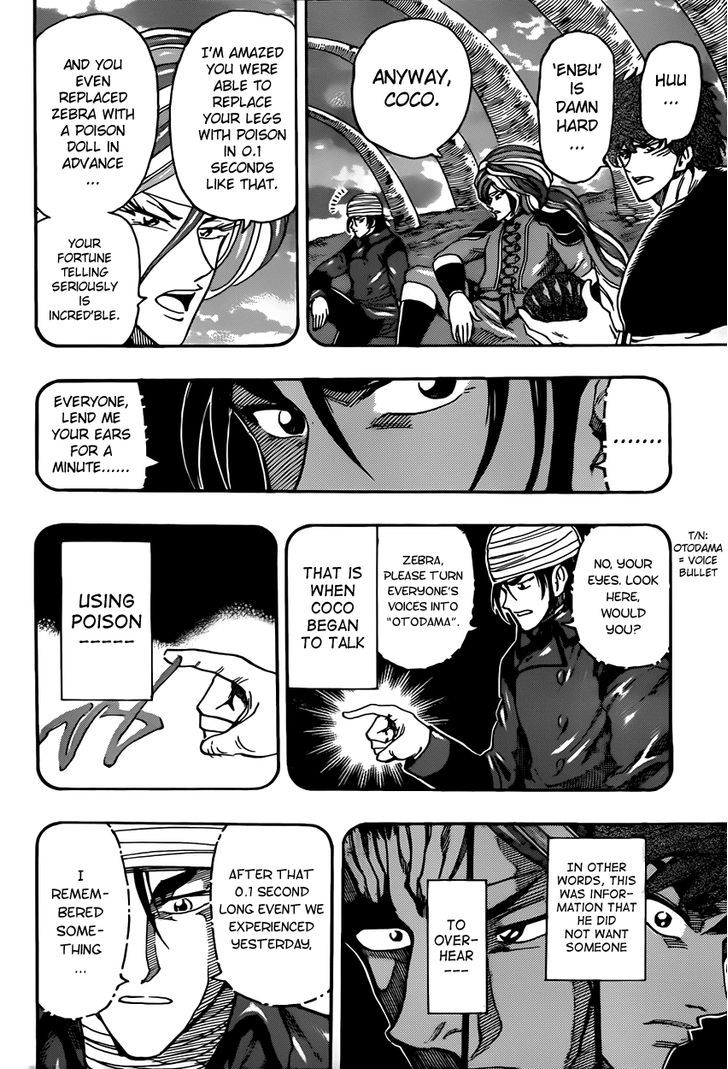 HUU
...
'ENBU'
IS
DAMN
HARD
...
ANYWAY,
COCO.
I'M AMAZED
YOU WERE
ABLE TO
REPLACE
YOUR LEGS
WITH POISON
IN 0.1
SECONDS
LIKE THAT.
AND YOU
EVEN
REPLACED
ZEBRA WITH
A POISON
DOLL IN
ADVANCE
...
YOUR
FORTUNE
TELLING
SERIOUSLY
IS
INCRED'BLE.
........
EVERYONE,
LEND ME
YOUR EARS
FOR A
MINUTE......
T/N:
OTODAMA
= VOICE
BULLET
NO, YOUR
EYES. LOOK
HERE,
WOULD
YOU?
ZEBRA,
PLEASE TURN
EVERYONE'S
VOICES INTO
"OTODAMA".
THAT IS
WHEN
COCO
BEGAN
TO TALK
USING
POISON
-----
IN OTHER
WORDS, THIS
WAS INFOR-
MATION THAT
HE DID
NOT WANT
SOMEONE
TO
OVER-
HEAR
---
AFTER THAT
0.1 SECOND
LONG EVENT WE
EXPERIENCED
YESTERDAY,
I
REMEM-
BERED
SOME-
THING
...